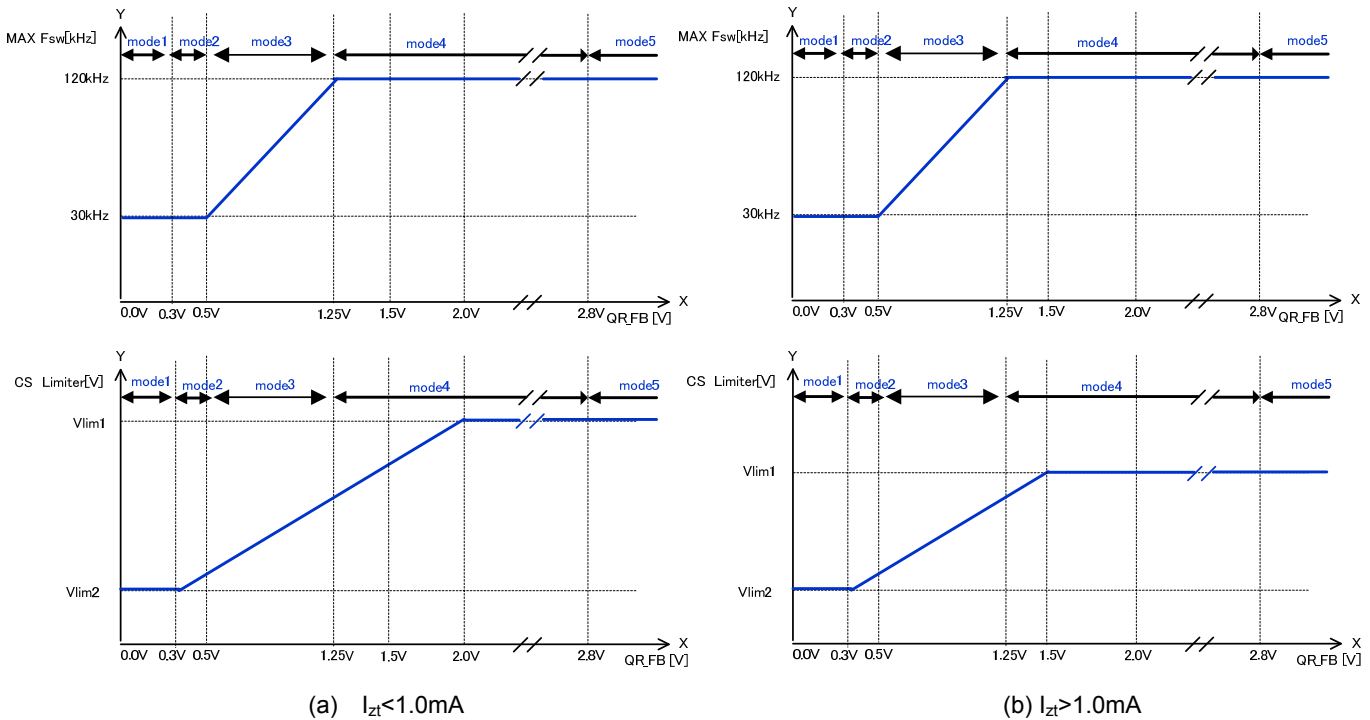 Y
MAX Fsw[kHz]
mode1 mode2 mode3 mode4 mode5
120kHz
30kHz
X
0.0V 0.3V 0.5V 1.25V 1.5V 2.0V 2.8V
QR_FB [V]
Y
MAX Fsw[kHz]
mode1 mode2 mode3 mode4 mode5
120kHz
30kHz
X
0.0V 0.3V 0.5V 1.25V 1.5V 2.0V 2.8V QR_FB [V]
Y
CS Limiter[V]
mode1 mode2 mode3 mode4 mode5
Vlim1
Vlim2
X
0.0V 0.3V 0.5V 1.25V 1.5V 2.0V 2.8V
QR_FB [V]
Y
CS Limiter[V]
mode1 mode2 mode3 mode4 mode5
Vlim1
Vlim2
X
0.0V 0.3V 0.5V 1.25V 1.5V 2.0V 2.8V
QR_FB [V]
(a) Izt<1.0mA
(b) Izt>1.0mA